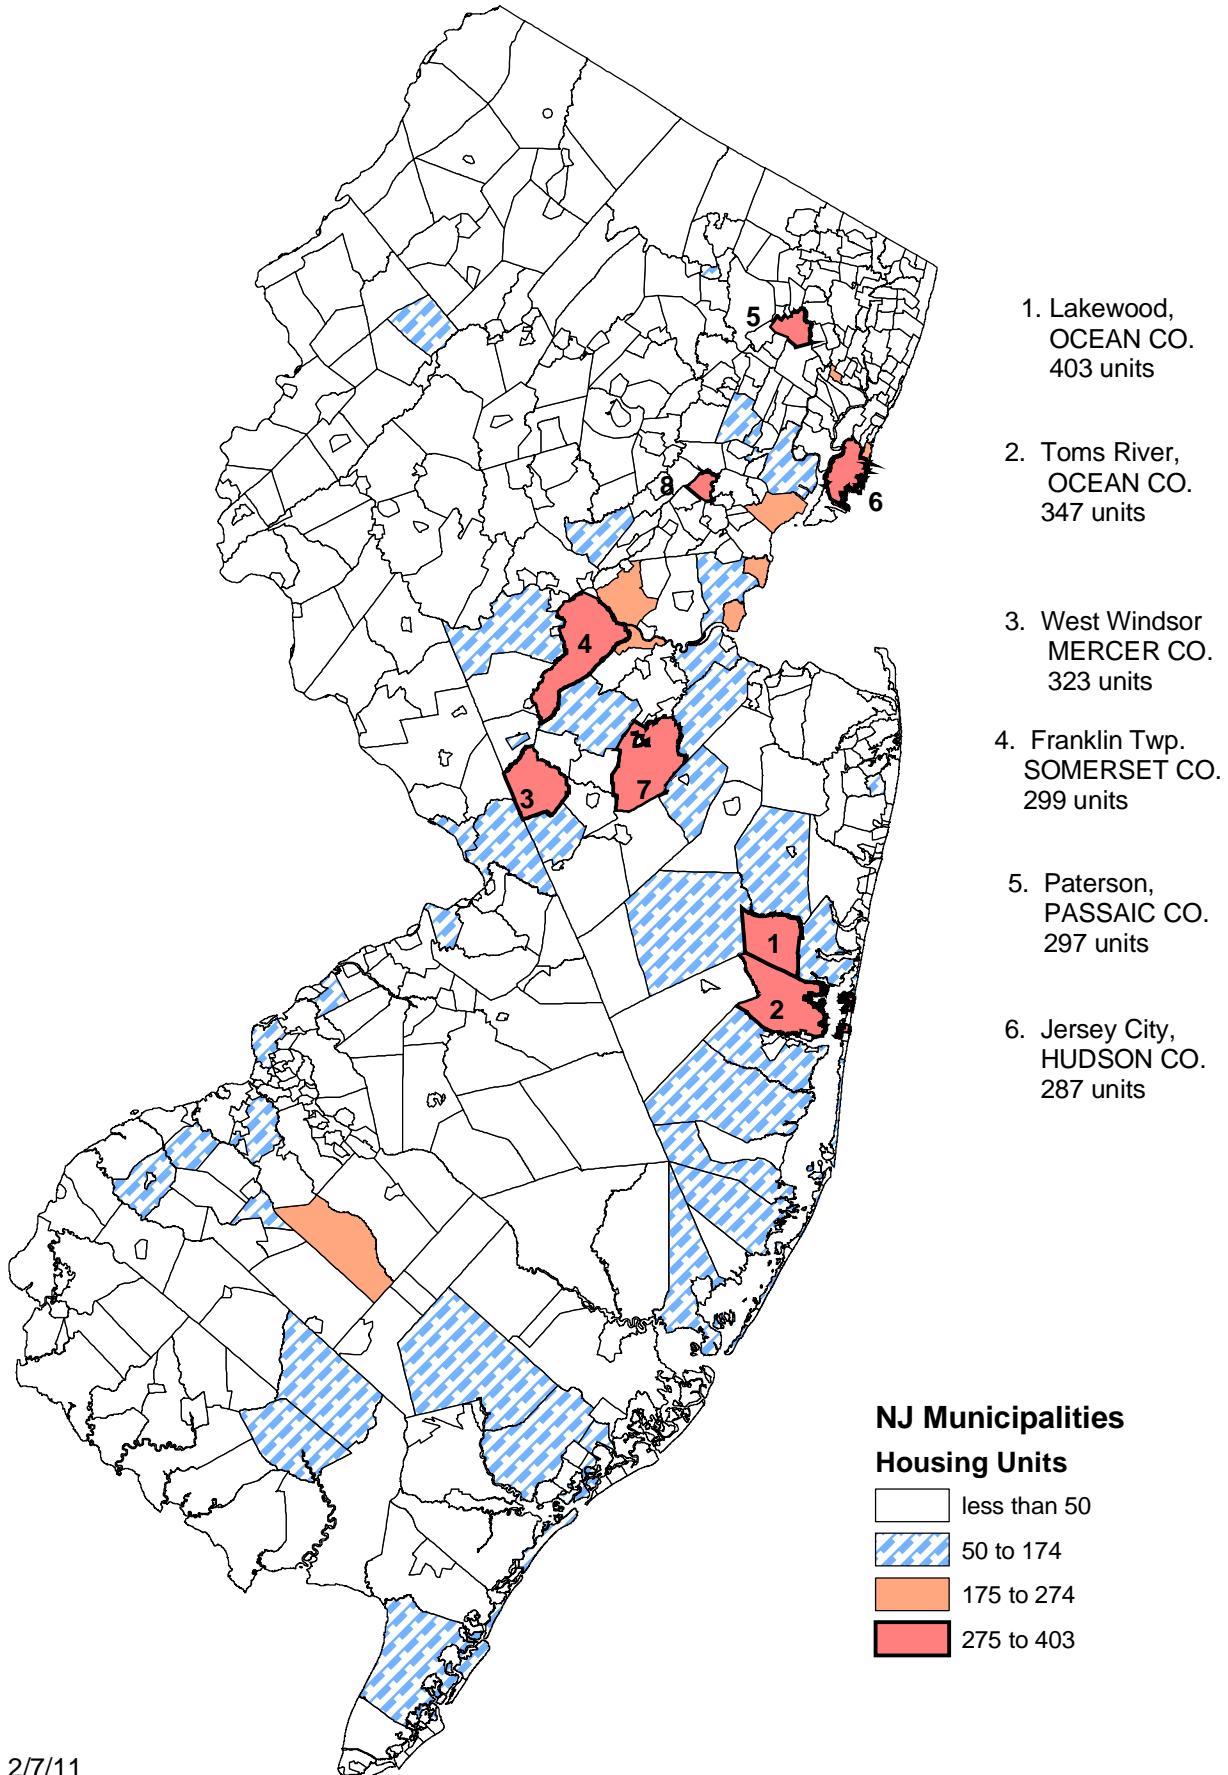 5
8
6
4
3
7
1
2
1. Lakewood,
OCEAN CO.
403 units
2. Toms River,
OCEAN CO.
347 units
3. West Windsor
MERCER CO.
323 units
4. Franklin Twp.
SOMERSET CO.
299 units
5. Paterson,
PASSAIC CO.
297 units
6. Jersey City,
HUDSON CO.
287 units
NJ Municipalities
Housing Units
less than 50
50 to 174
175 to 274
275 to 403
2/7/11